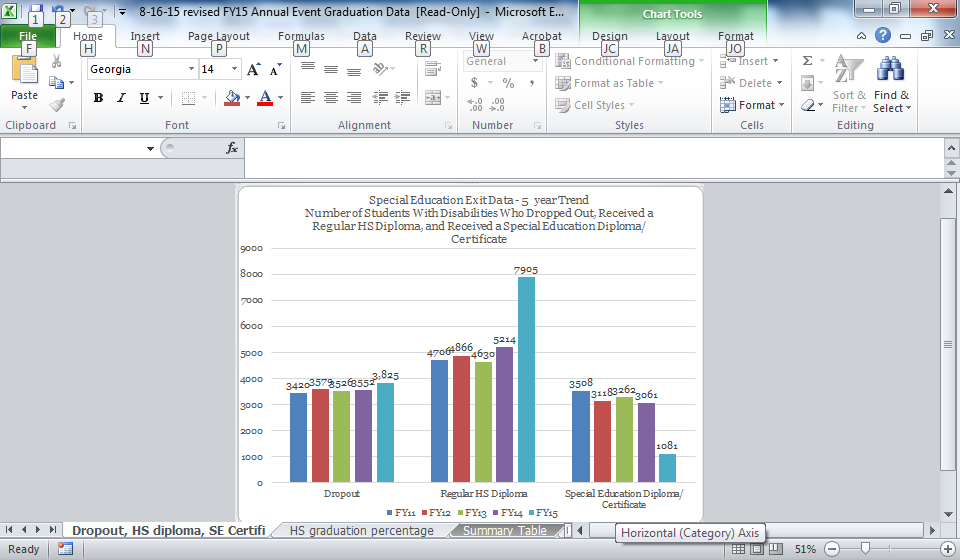 8-16-15 revised FY15 Annual Event Graduation Data [Read-Only] - Microsoft E...
Chart Tools
1 2 3
File Home Insert Page Layout Formulas Data Review View Acrobat Design Layout Format
F H N P M A R W B JC JA JO
Paste
Georgia 14
B I U A
General
$ % ,
Conditional Formatting
Format as Table
Cell Styles
Insert
Delete
Format
Σ
Sort & Filter
Find & Select
Clipboard Font Alignment Number Styles Cells Editing
fx
Special Education Exit Data - 5 year Trend
Number of Students With Disabilities Who Dropped Out, Received a
Regular HS Diploma, and Received a Special Education Diploma/
Certificate
9000
8000
7000
6000
5000
4000
3000
2000
1000
0
3420 3579 3526 3552 3,825
4706 4866 4630 5214 7905
3508 3118 3262 3061 1081
Dropout
Regular HS Diploma
Special Education Diploma/
Certificate
FY11 FY12 FY13 FY14 FY15
Dropout, HS diploma, SE Certifi HS graduation percentage Summary Table
Horizontal (Category) Axis
Ready 51%